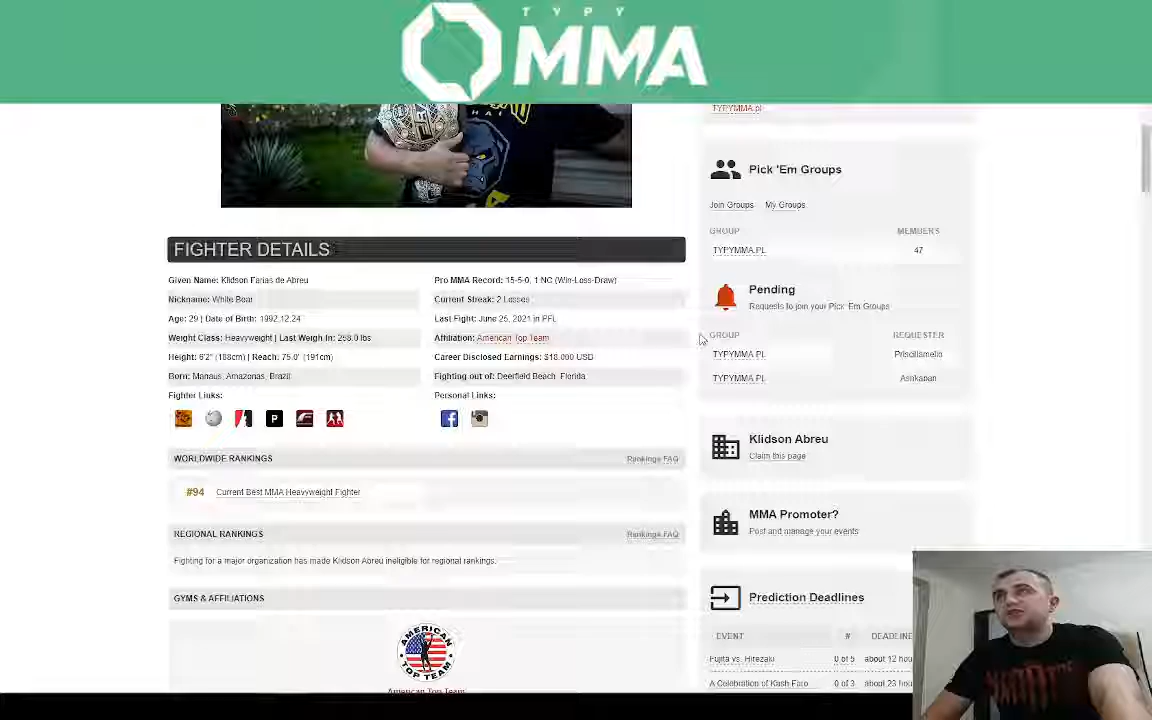 TYPY
MMA
TYPYMMA.pl
Pick 'Em Groups
Join Groups My Groups
GROUP MEMBERS
TYPYMMA.PL 47
Pending
Requests to join your Pick 'Em Groups
GROUP REQUESTER
TYPYMMA.PL Prisciliamello
TYPYMMA.PL
Klidson Abreu
Claim this page
MMA Promoter?
Post and manage your events
Prediction Deadlines
EVENT # DEADLINE
Fujita vs. Hirezalu 0 of 5 about 12 hou
A Celebration of Kash Faro 0 of 3 about 23 hou
FIGHTER DETAILS
Given Name: Klidson Farias de Abreu
Nickname: White Bear
Age: 29 | Date of Birth: 1992.12.24
Weight Class: Heavyweight | Last Weigh In: 258.0 lbs
Height: 6'2" (188cm) | Reach: 75.0" (191cm)
Born: Manaus, Amazonas, Brazil
Fighter Links:
Pro MMA Record: 15-5-0, 1 NC (Win-Loss-Draw)
Current Streak: 2 Losses
Last Fight: June 25, 2021 in PFL
Affiliation: American Top Team
Career Disclosed Earnings: $18,000 USD
Fighting out of: Deerfield Beach, Florida
Personal Links:
WORLDWIDE RANKINGS Rankings FAQ
#94 Current Best MMA Heavyweight Fighter
REGIONAL RANKINGS Rankings FAQ
Fighting for a major organization has made Klidson Abreu ineligible for regional rankings.
GYMS & AFFILIATIONS
AMERICAN
TOP TEAM
American Top Team